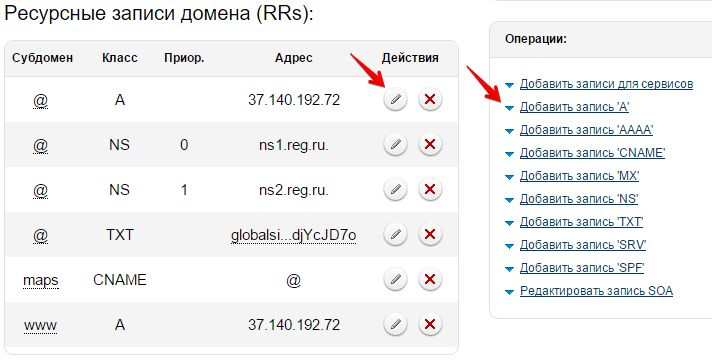 Ресурсные записи домена (RRs):
Субдомен Класс Приор. Адрес Действия
@ A 37.140.192.72
@ NS 0 ns1.reg.ru.
@ NS 1 ns2.reg.ru.
@ TXT globalsi...djYcJD7o
maps CNAME @
www A 37.140.192.72
Операции:
Добавить записи для сервисов
Добавить запись 'A'
Добавить запись 'AAAA'
Добавить запись 'CNAME'
Добавить запись 'MX'
Добавить запись 'NS'
Добавить запись 'TXT'
Добавить запись 'SRV'
Добавить запись 'SPF'
Редактировать запись SOA